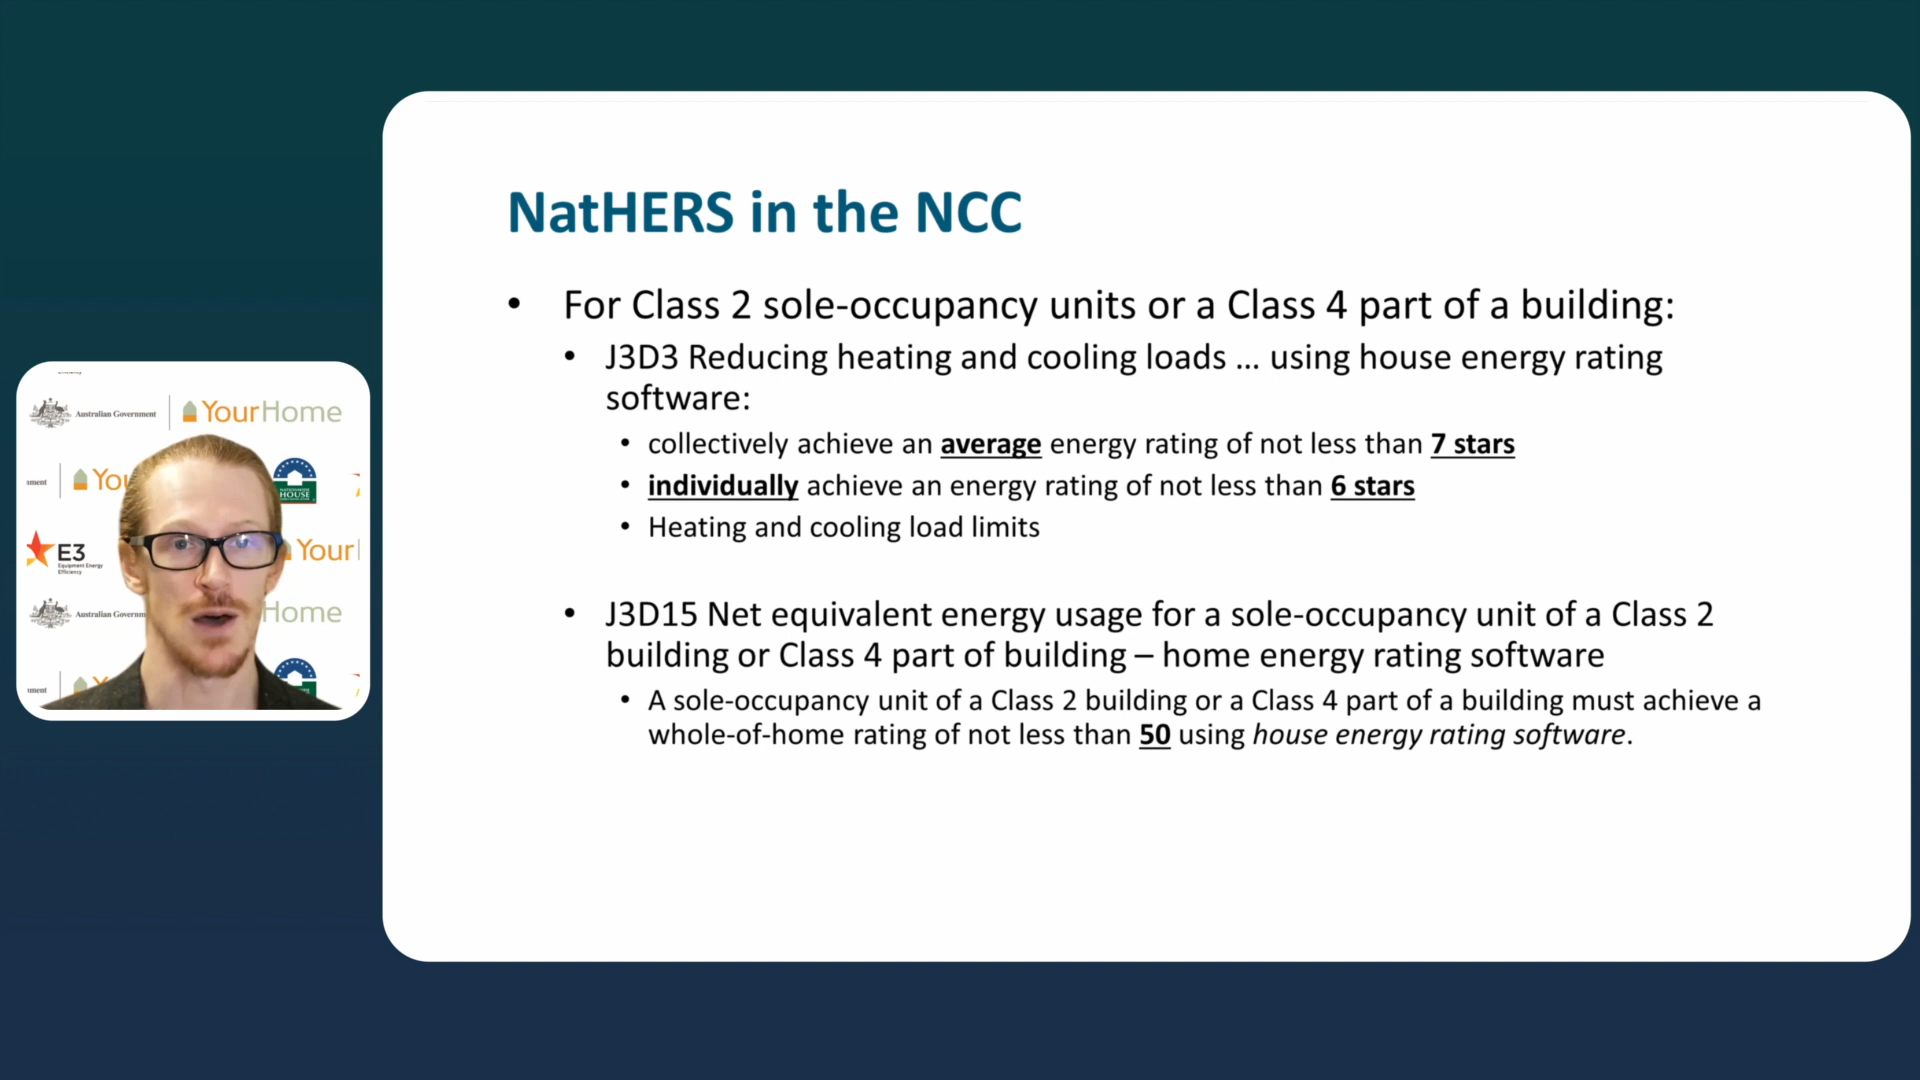 NatHERS in the NCC
• For Class 2 sole-occupancy units or a Class 4 part of a building:
• J3D3 Reducing heating and cooling loads ... using house energy rating
software:
• collectively achieve an average energy rating of not less than 7 stars
• individually achieve an energy rating of not less than 6 stars
• Heating and cooling load limits
• J3D15 Net equivalent energy usage for a sole-occupancy unit of a Class 2
building or Class 4 part of building – home energy rating software
• A sole-occupancy unit of a Class 2 building or a Class 4 part of a building must achieve a
whole-of-home rating of not less than 50 using house energy rating software.
Australian Government
YourHome
NATIONWIDE
HOUSE
E3
Equipment Energy
Efficiency
Your
Home